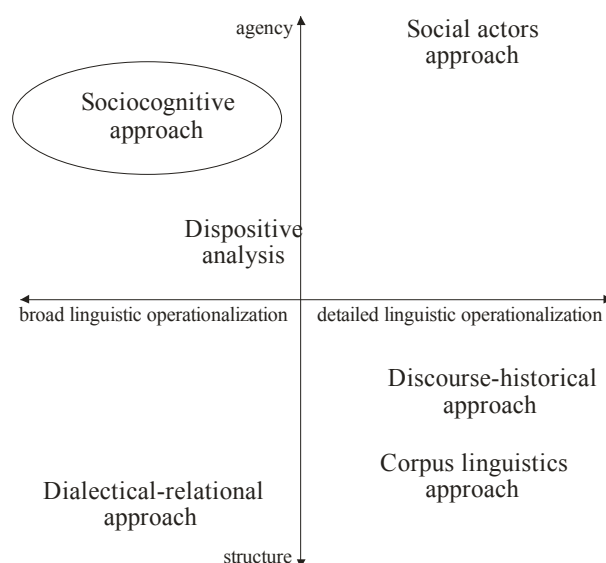 agency
Social actors
approach
Sociocognitive
approach
Dispositive
analysis
broad linguistic operationalization
detailed linguistic operationalization
Discourse-historical
approach
Corpus linguistics
approach
Dialectical-relational
approach
structure